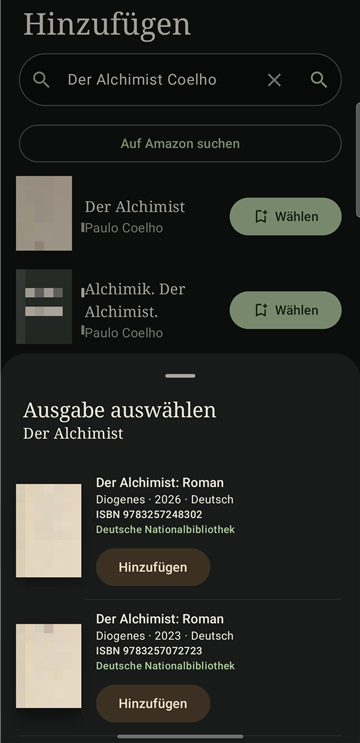 Hinzufügen
Der Alchimist Coelho
Auf Amazon suchen
Der Alchimist
Paulo Coelho
Wählen
Alchimik. Der
Alchimist.
Paulo Coelho
Wählen
Ausgabe auswählen
Der Alchimist
Der Alchimist: Roman
Diogenes · 2026 · Deutsch
ISBN 9783257248302
Deutsche Nationalbibliothek
Hinzufügen
Der Alchimist: Roman
Diogenes · 2023 · Deutsch
ISBN 9783257072723
Deutsche Nationalbibliothek
Hinzufügen